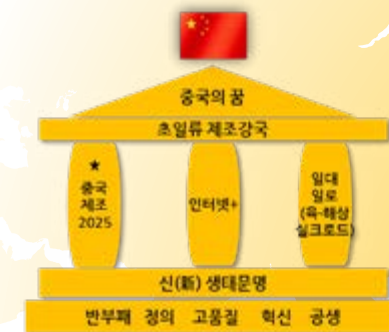 중국의 꿈
초일류 제조강국
★
중국
제조
2025
인터넷+
일대
일로
(육·해상
실크로드)
신(新) 생태문명
반부패 정의 고품질 혁신 공생